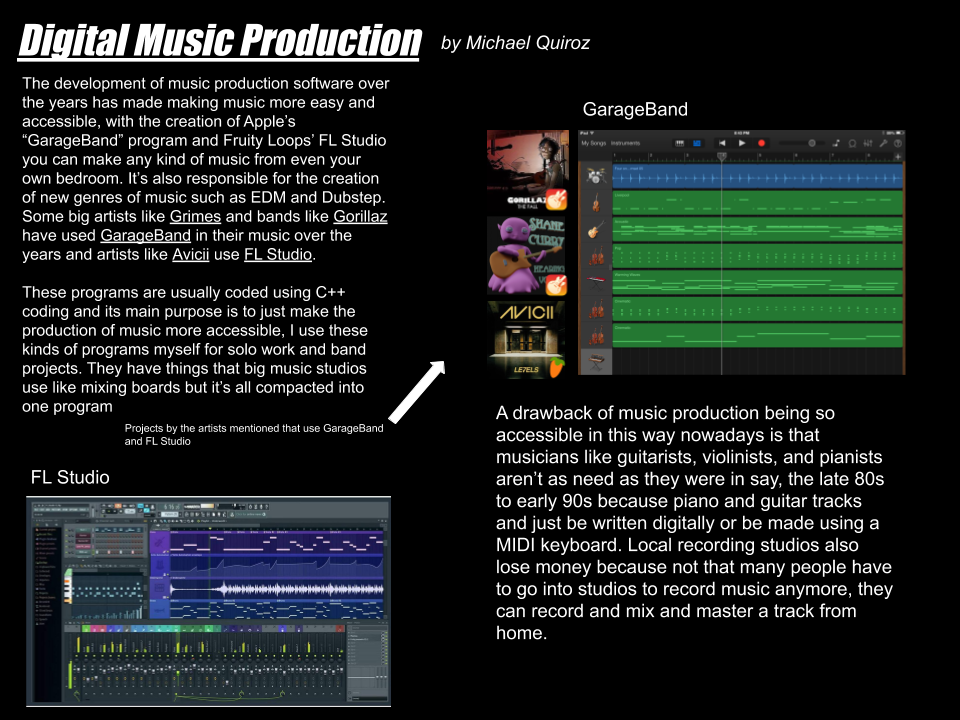 Digital Music Production
by Michael Quiroz
The development of music production software over
the years has made making music more easy and
accessible, with the creation of Apple's
“GarageBand” program and Fruity Loops’ FL Studio
you can make any kind of music from even your
own bedroom. It’s also responsible for the creation
of new genres of music such as EDM and Dubstep.
Some big artists like Grimes and bands like Gorillaz
have used GarageBand in their music over the
years and artists like Avicii use FL Studio.
These programs are usually coded using C++
coding and its main purpose is to just make the
production of music more accessible, I use these
kinds of programs myself for solo work and band
projects. They have things that big music studios
use like mixing boards but it’s all compacted into
one program
Projects by the artists mentioned that use GarageBand
and FL Studio
FL Studio
GarageBand
GORILLAZ
THE FALL
SHANE
CURRY
HEARING
AVICII
LE7ELS
iPad
My Songs
Instruments
A drawback of music production being so
accessible in this way nowadays is that
musicians like guitarists, violinists, and pianists
aren’t as need as they were in say, the late 80s
to early 90s because piano and guitar tracks
and just be written digitally or be made using a
MIDI keyboard. Local recording studios also
lose money because not that many people have
to go into studios to record music anymore, they
can record and mix and master a track from
home.